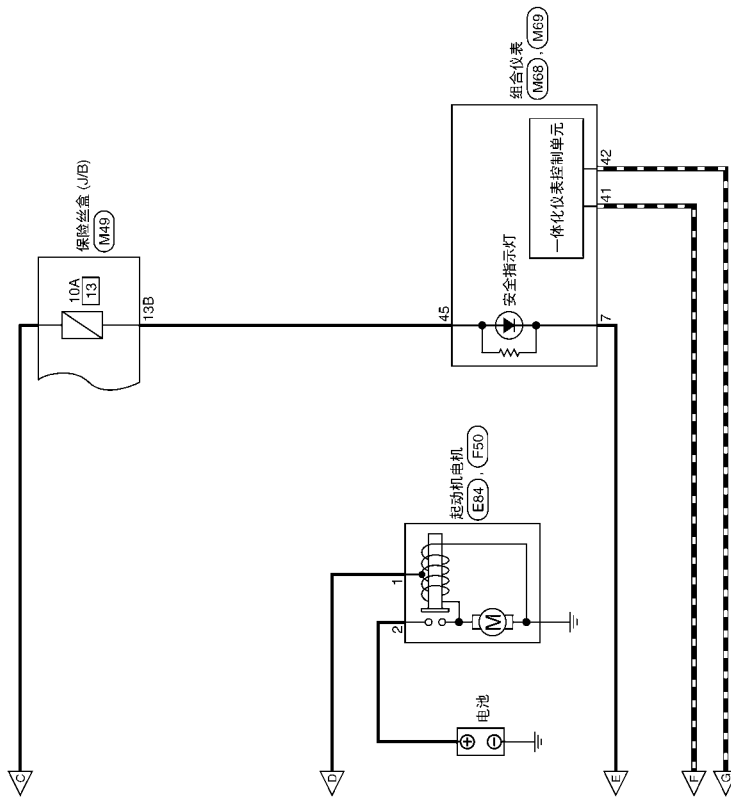 组合仪表
M68 , M69
一体化仪表控制单元
42
41
保险丝盒 (J/B)
M49
10A
13
13B
45
安全指示灯
7
起动机电机
E84 , F50
1
2
M
电池
+
-
C
D
E
F
G